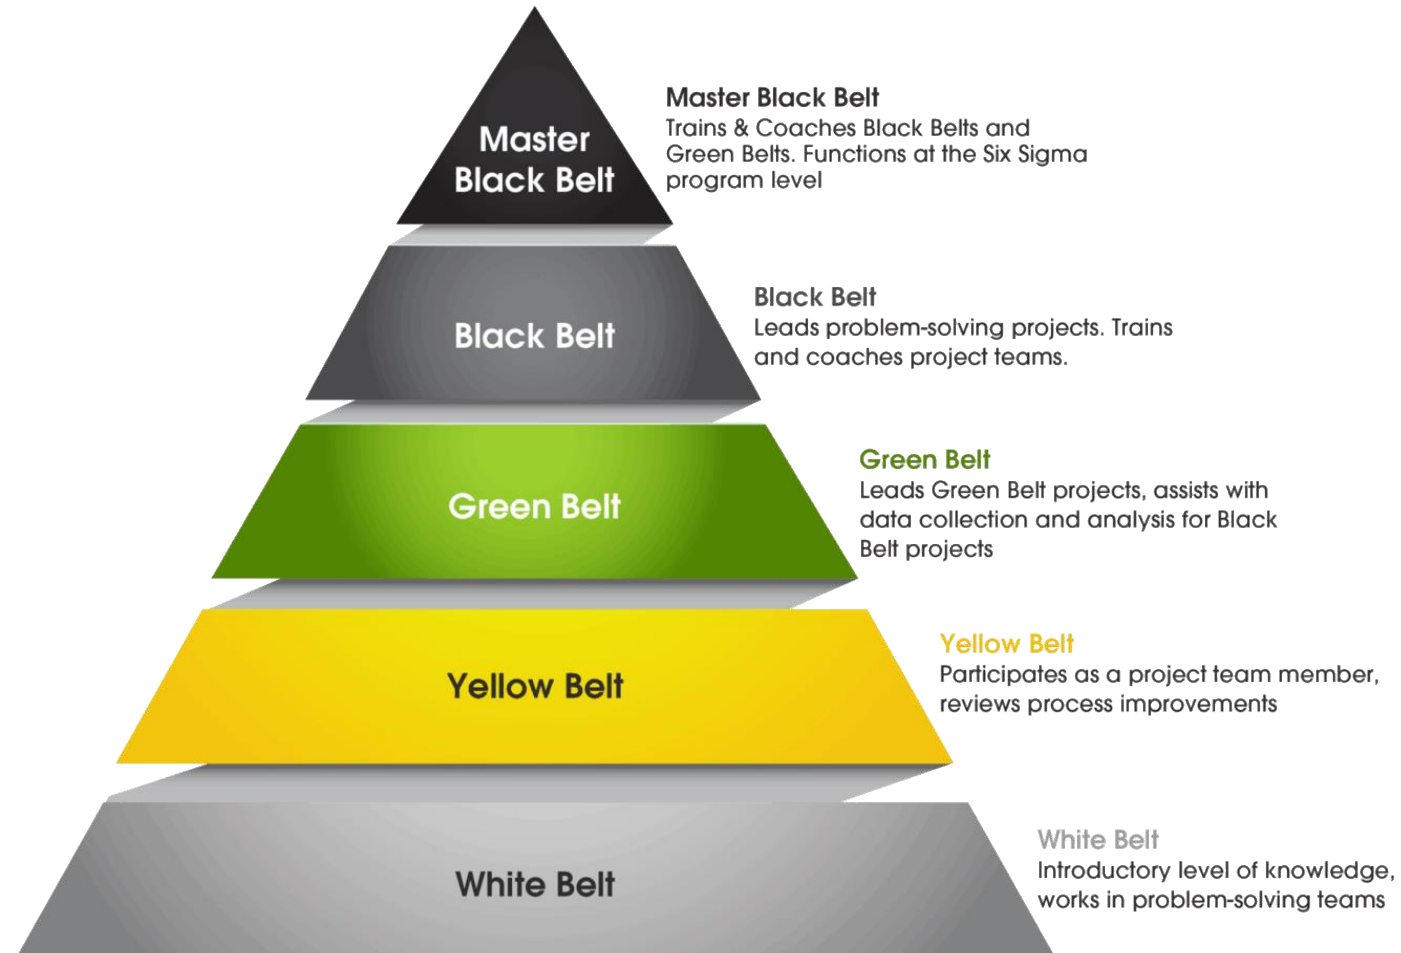 Master
Black Belt
Master Black Belt
Trains & Coaches Black Belts and
Green Belts. Functions at the Six Sigma
program level
Black Belt
Black Belt
Leads problem-solving projects. Trains
and coaches project teams.
Green Belt
Green Belt
Leads Green Belt projects, assists with
data collection and analysis for Black
Belt projects
Yellow Belt
Yellow Belt
Participates as a project team member,
reviews process improvements
White Belt
White Belt
Introductory level of knowledge,
works in problem-solving teams